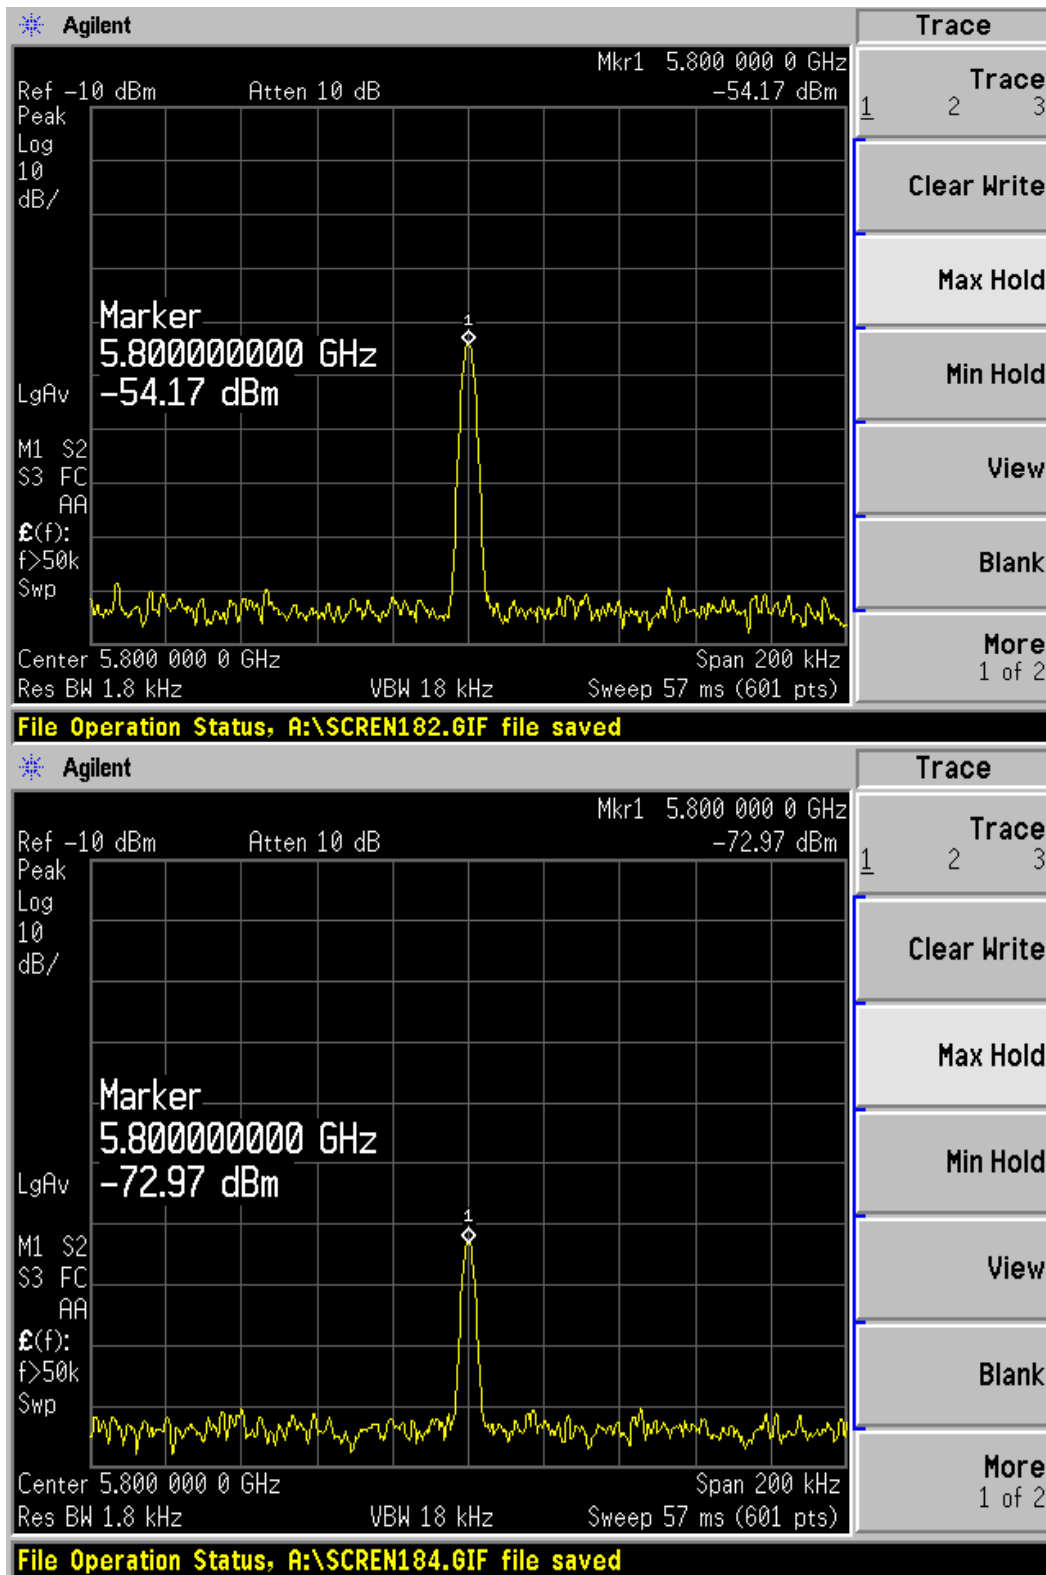 Agilent
Trace
Mkr1 5.800 000 0 GHz
Ref -10 dBm Atten 10 dB -54.17 dBm
Trace
1 2 3
Peak
Log
10
dB/
Clear Write
Max Hold
Marker
5.800000000 GHz
-54.17 dBm
1
LgAv
Min Hold
M1 S2
S3 FC
AA
View
£(f):
f>50k
Swp
Blank
Center 5.800 000 0 GHz Span 200 kHz
Res BW 1.8 kHz VBW 18 kHz Sweep 57 ms (601 pts)
More
1 of 2
File Operation Status, A:\SCREN182.GIF file saved
Agilent
Trace
Mkr1 5.800 000 0 GHz
Ref -10 dBm Atten 10 dB -72.97 dBm
Trace
1 2 3
Peak
Log
10
dB/
Clear Write
Max Hold
Marker
5.800000000 GHz
-72.97 dBm
1
LgAv
Min Hold
M1 S2
S3 FC
AA
View
£(f):
f>50k
Swp
Blank
Center 5.800 000 0 GHz Span 200 kHz
Res BW 1.8 kHz VBW 18 kHz Sweep 57 ms (601 pts)
More
1 of 2
File Operation Status, A:\SCREN184.GIF file saved